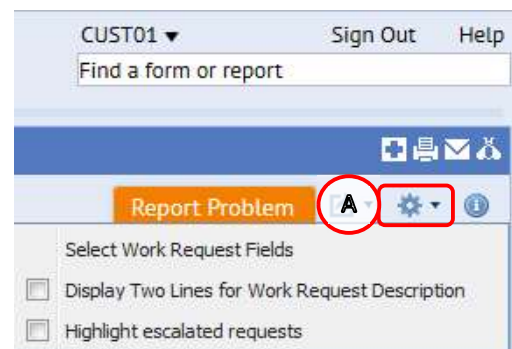 CUST01 Sign Out Help
Find a form or report
Report Problem A
Select Work Request Fields
Display Two Lines for Work Request Description
Highlight escalated requests